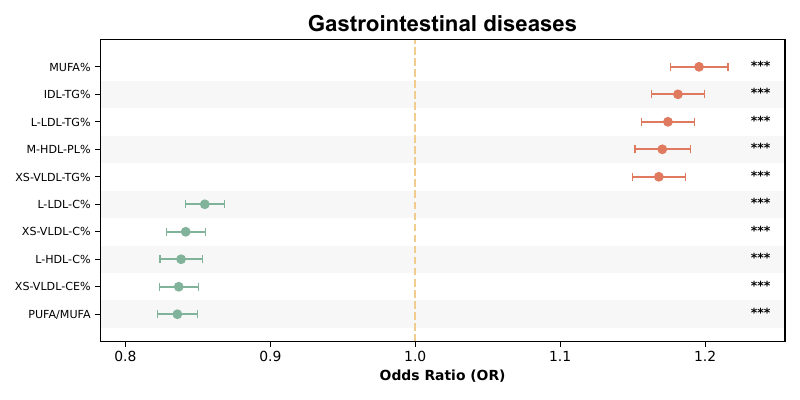 Gastrointestinal diseases
MUFA% ***
IDL-TG% ***
L-LDL-TG% ***
M-HDL-PL% ***
XS-VLDL-TG% ***
L-LDL-C% ***
XS-VLDL-C% ***
L-HDL-C% ***
XS-VLDL-CE% ***
PUFA/MUFA ***
0.8 0.9 1.0 1.1 1.2
Odds Ratio (OR)